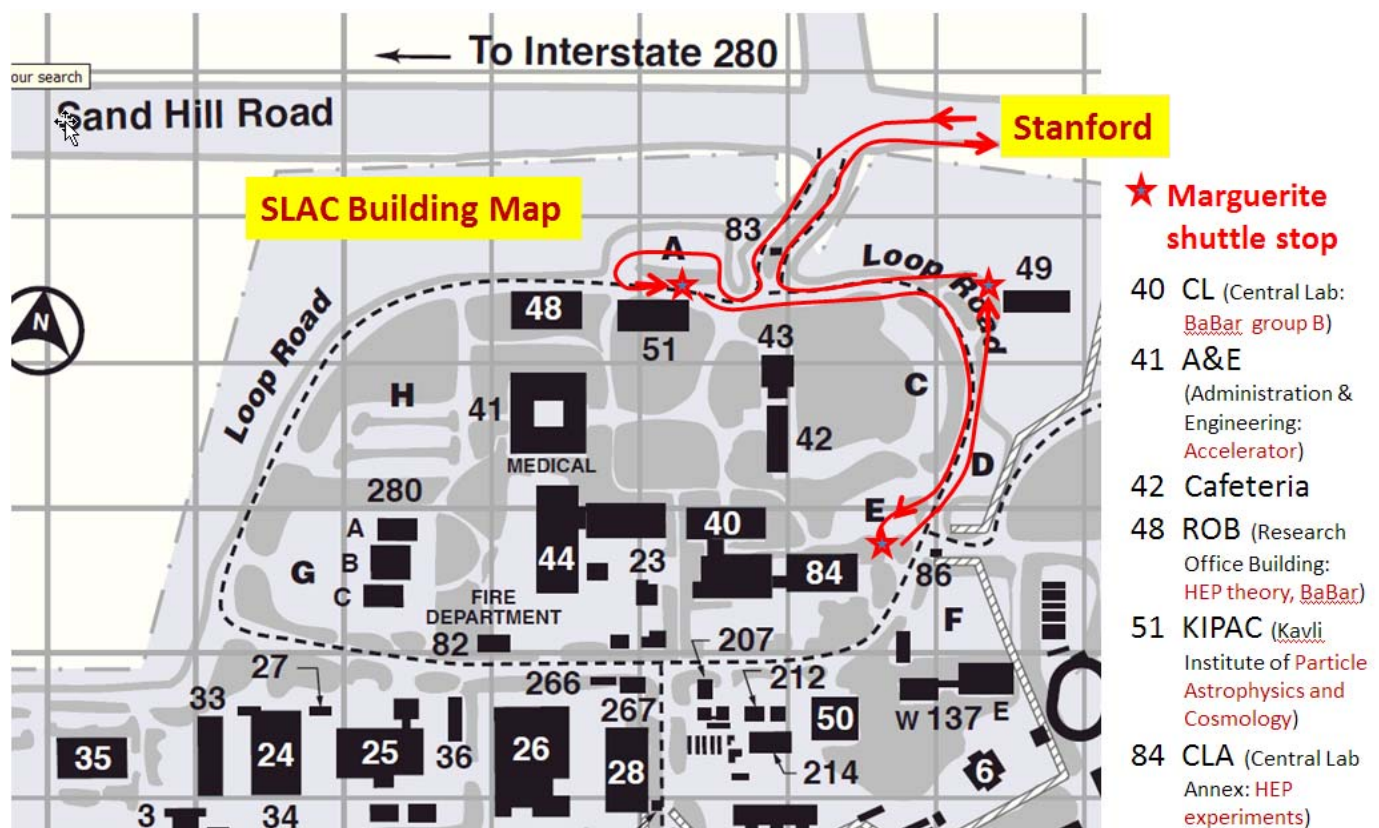 To Interstate 280
our search
Sand Hill Road
Stanford
SLAC Building Map
Marguerite
shuttle stop
83
A
Loop Road
49
N
Loop Road
48
51
43
H
41
C
42
MEDICAL
D
280
A
B
C
G
E
40
44
23
84
86
FIRE
DEPARTMENT
82
F
207
27
266
212
33
267
50
W 137 E
35
24
25
36
26
28
214
6
3
34
40 CL (Central Lab:
BaBar group B)
41 A&E
(Administration &
Engineering:
Accelerator)
42 Cafeteria
48 ROB (Research
Office Building:
HEP theory, BaBar)
51 KIPAC (Kavli
Institute of Particle
Astrophysics and
Cosmology)
84 CLA (Central Lab
Annex: HEP
experiments)